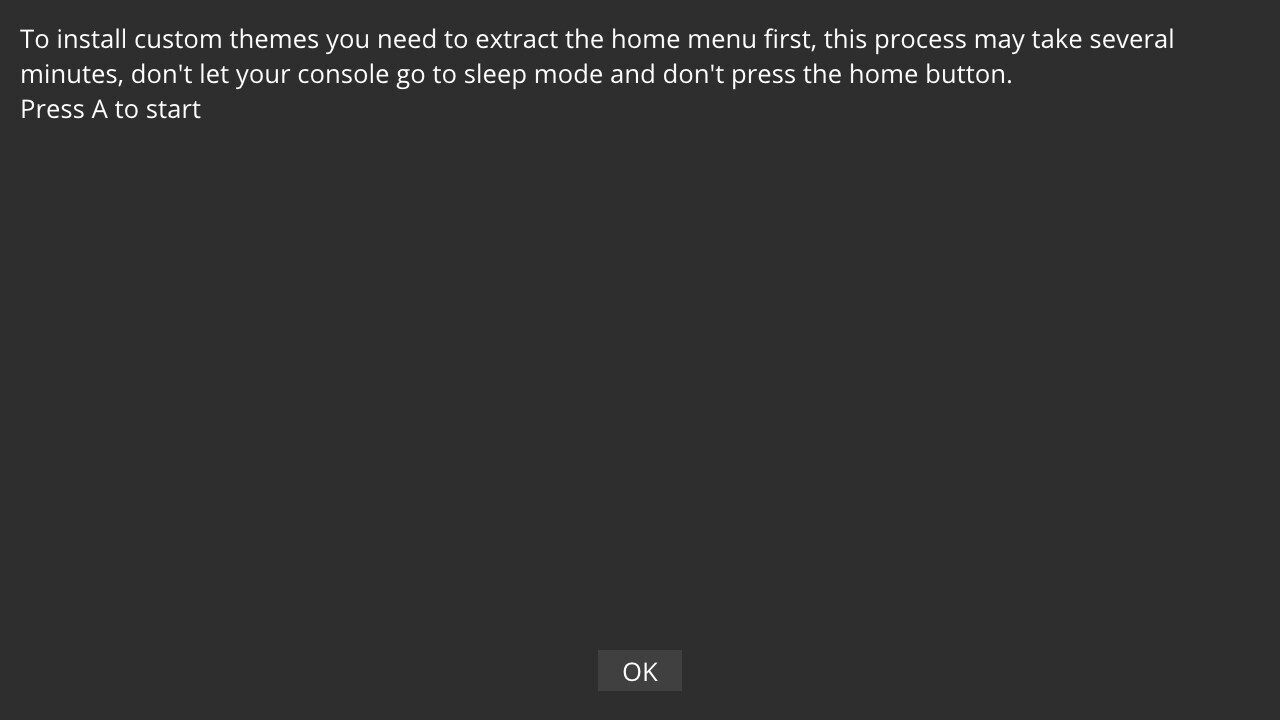 To install custom themes you need to extract the home menu first, this process may take several
minutes, don't let your console go to sleep mode and don't press the home button.
Press A to start
OK